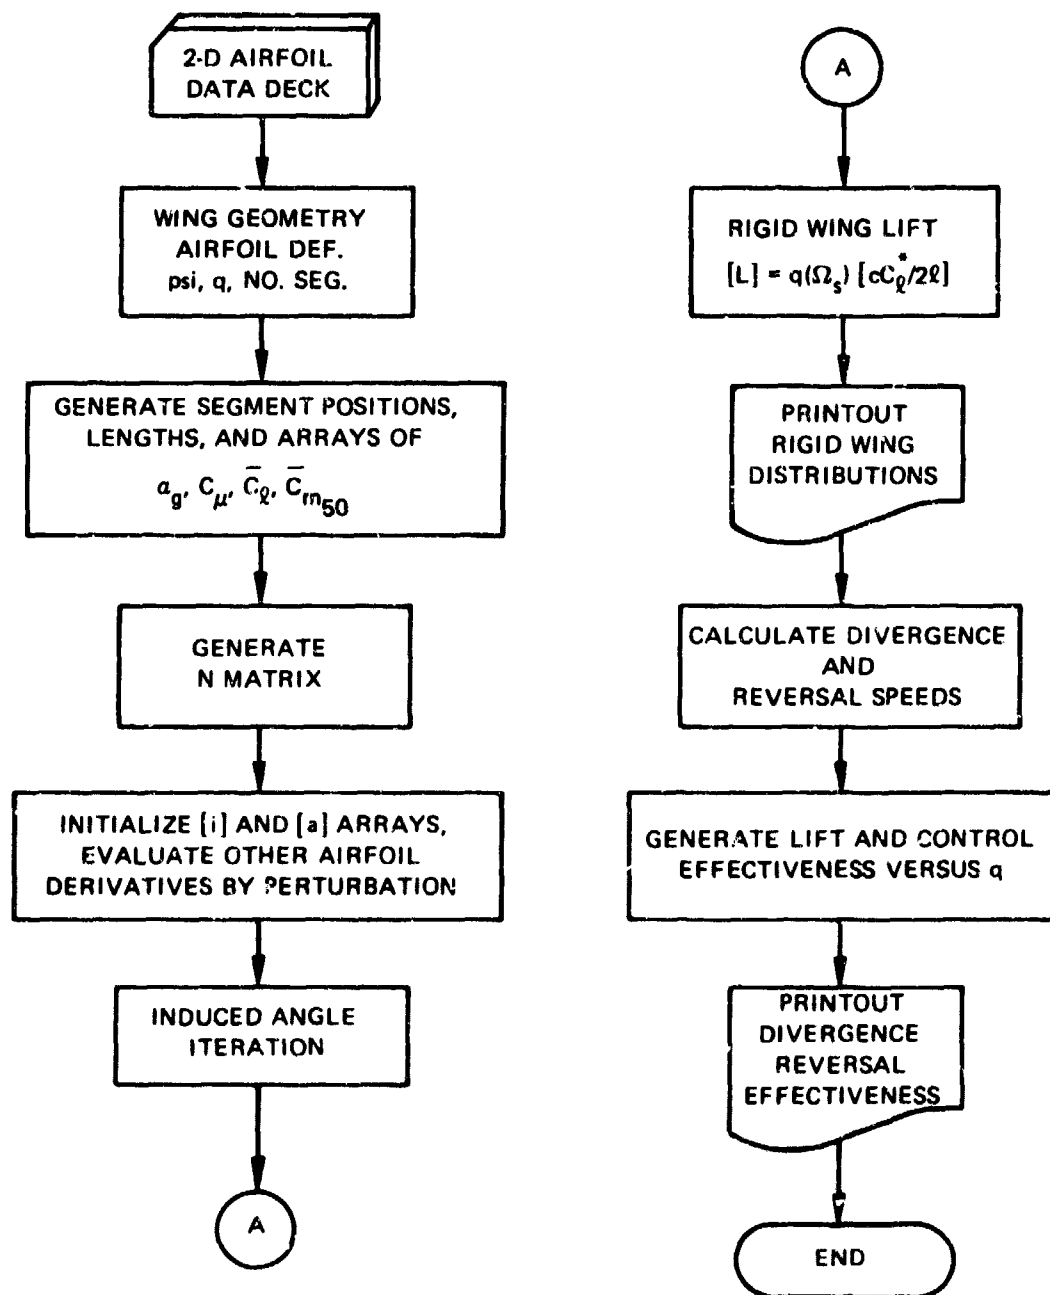 2-D AIRFOIL
DATA DECK
WING GEOMETRY
AIRFOIL DEF.
psi, q, NO. SEG.
GENERATE SEGMENT POSITIONS,
LENGTHS, AND ARRAYS OF
α_g, C_μ, C̄_ℓ, C̄_m50
GENERATE
N MATRIX
INITIALIZE [i] AND [a] ARRAYS,
EVALUATE OTHER AIRFOIL
DERIVATIVES BY PERTURBATION
INDUCED ANGLE
ITERATION
A
A
RIGID WING LIFT
[L] = q(Ω_s) [cC_ℓ^*/2ℓ]
PRINTOUT
RIGID WING
DISTRIBUTIONS
CALCULATE DIVERGENCE
AND
REVERSAL SPEEDS
GENERATE LIFT AND CONTROL
EFFECTIVENESS VERSUS q
PRINTOUT
DIVERGENCE
REVERSAL
EFFECTIVENESS
END